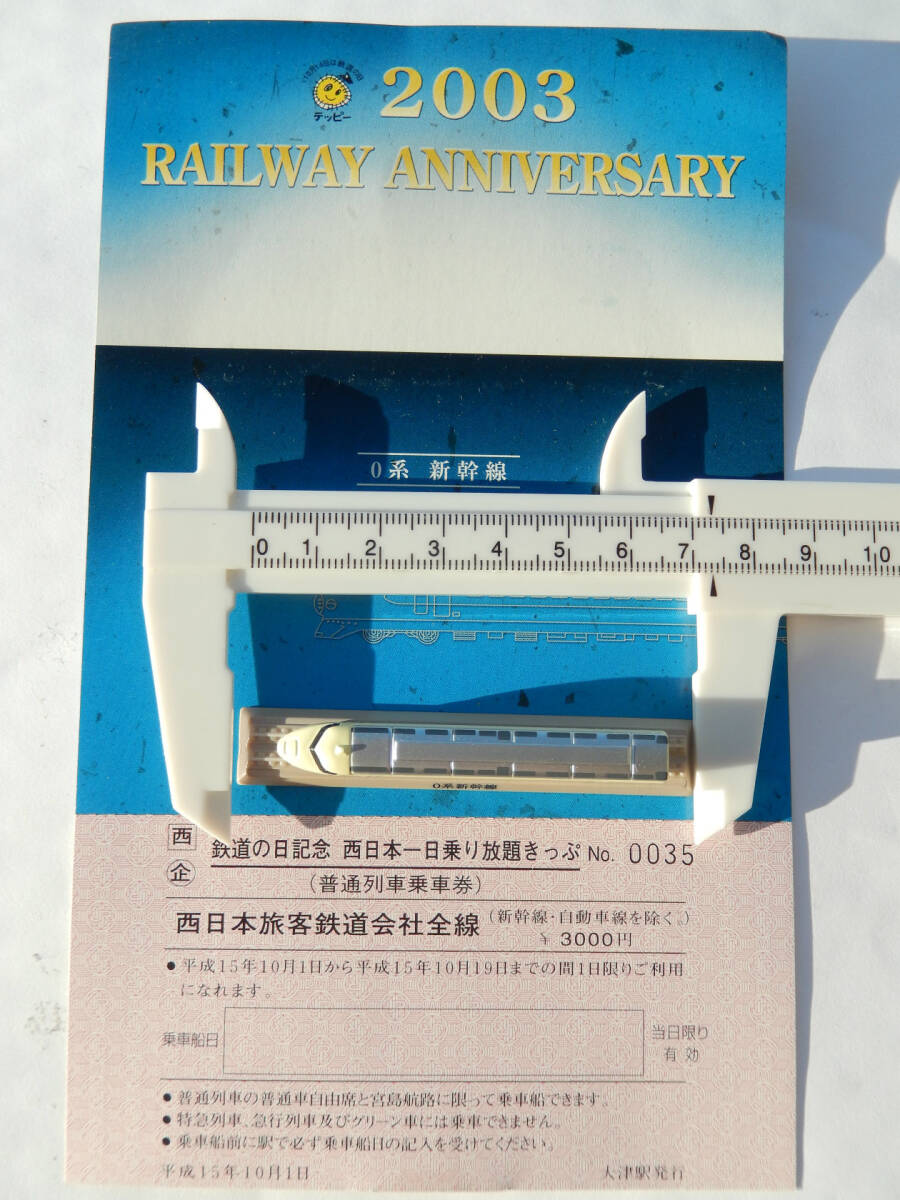 10月14日は鉄道の日
テッピー
2003
RAILWAY ANNIVERSARY
0系 新幹線
0 1 2 3 4 5 6 7 8 9 10
0系新幹線
西
企
鉄道の日記念 西日本一日乗り放題きっぷ No. 0035
(普通列車乗車券)
西日本旅客鉄道会社全線 (新幹線・自動車線を除く。)
¥ 3000円
● 平成15年10月1日から平成15年10月19日までの間1日限りご利用
になれます。
乗車船日
当日限り
有効
● 普通列車の普通車自由席と宮島航路に限って乗車船できます。
● 特急列車、急行列車及びグリーン車には乗車できません。
● 乗車船前に駅で必ず乗車船日の記入を受けてください。
平成15年10月1日 大津駅発行